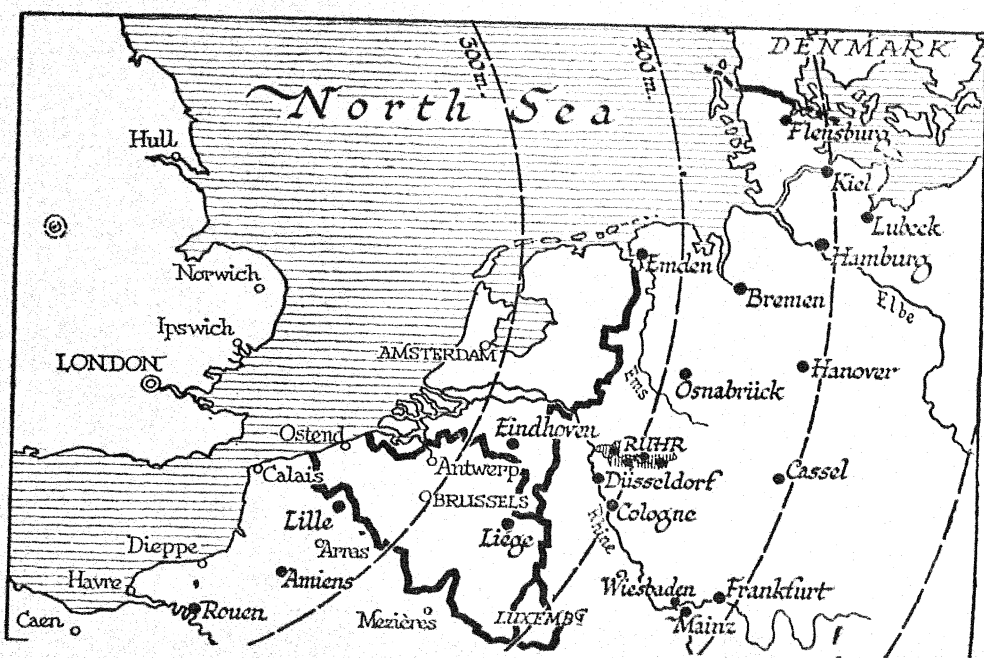 DENMARK
300 m.
400 m.
North Sea
Flensburg
Hull
Kiel
Lubeck
Hamburg
Norwich
Emden
Bremen
Elbe
Ipswich
AMSTERDAM
LONDON
Hanover
Ems
Osnabrück
Ostend
Eindhoven
RUHR
Calais
Antwerp
Cassel
BRUSSELS
Düsseldorf
Lille
Liége
Cologne
Rhine
Arras
Dieppe
Havre
Amiens
Wiesbaden
Frankfurt
Rouen
Mezières
LUXEMBG
Mainz
Caen